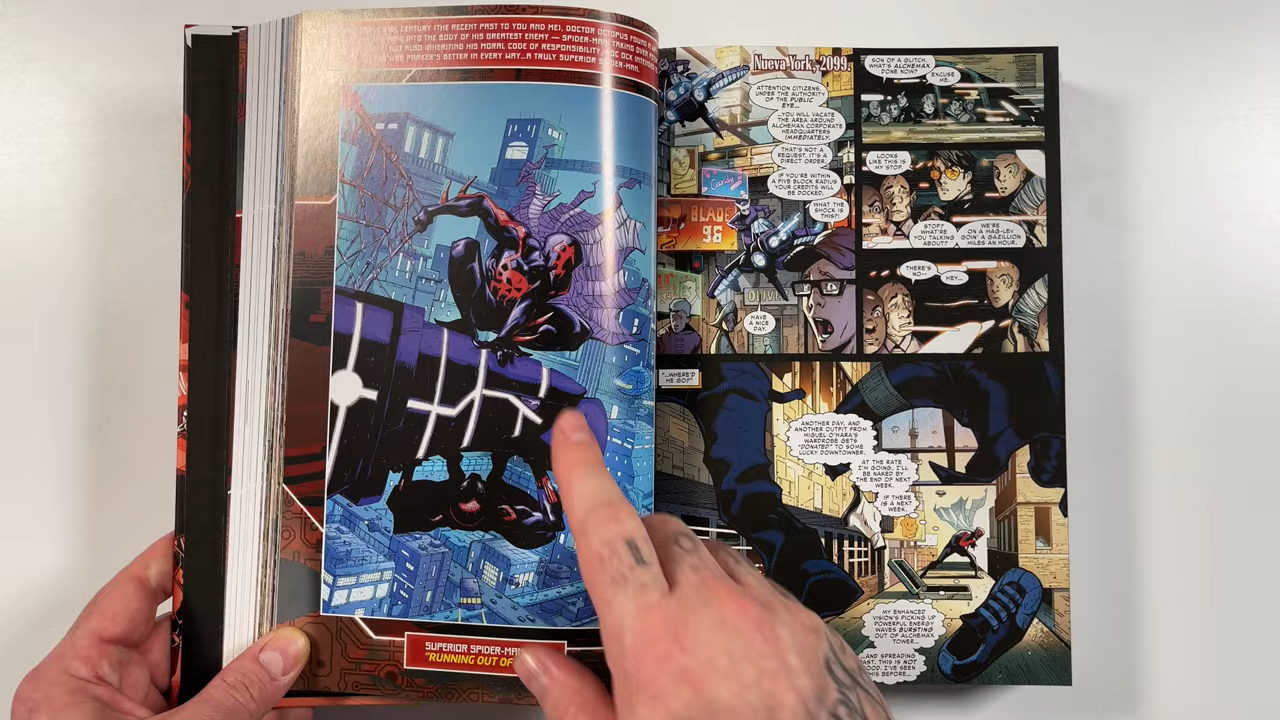 CENTURY (THE RECENT PAST TO YOU AND ME), DOCTOR OCTOPUS FOUND A
INTO THE BODY OF HIS GREATEST ENEMY — SPIDER-MAN! TAKING OVER
BUT ALSO INHERITING HIS MORAL CODE OF RESPONSIBILITY, DOC OCK
PARKER'S BETTER IN EVERY WAY...A TRULY SUPERIOR SPIDER-MAN.
SUPERIOR SPIDER-MAN
"RUNNING OUT OF
Nueva York, 2099.
ATTENTION CITIZENS,
UNDER THE AUTHORITY
OF THE PUBLIC
EYE...
...YOU WILL VACATE
THE AREA AROUND
ALCHEMAX CORPORATE
HEADQUARTERS
IMMEDIATELY.
THAT'S NOT A
REQUEST, IT'S A
DIRECT ORDER.
IF YOU'RE WITHIN
A FIVE BLOCK RADIUS
YOUR CREDITS WILL
BE DOCKED.
WHAT THE
SHOCK IS
THIS?!
Candy
BLADE
96
HAVE
A NICE
DAY.
SON OF A GLITCH,
WHAT'S ALCHEMAX
DONE NOW?
EXCUSE
ME.
LOOKS
LIKE THIS IS
MY STOP.
STOP?
WHAT'RE
YOU TALKING
ABOUT?
WE'RE
ON A MAG-LEV
GOIN' A GAZILLION
MILES AN HOUR.
THERE'S
NO--
HEY...
"...WHERE'D
HE GO?"
ANOTHER DAY, AND
ANOTHER OUTFIT FROM
MIGUEL O'HARA'S
WARDROBE GETS
"DONATED" TO SOME
LUCKY DOWNTOWNER.
AT THE RATE
I'M GOING, I'LL
BE NAKED BY
THE END OF NEXT
WEEK.
IF THERE
IS A NEXT
WEEK.
MY ENHANCED
VISION'S PICKING UP
POWERFUL ENERGY
WAVES BURSTING
OUT OF ALCHEMAX
TOWER...
...AND SPREADING
FAST. THIS IS NOT
GOOD, I'VE SEEN
THIS BEFORE...